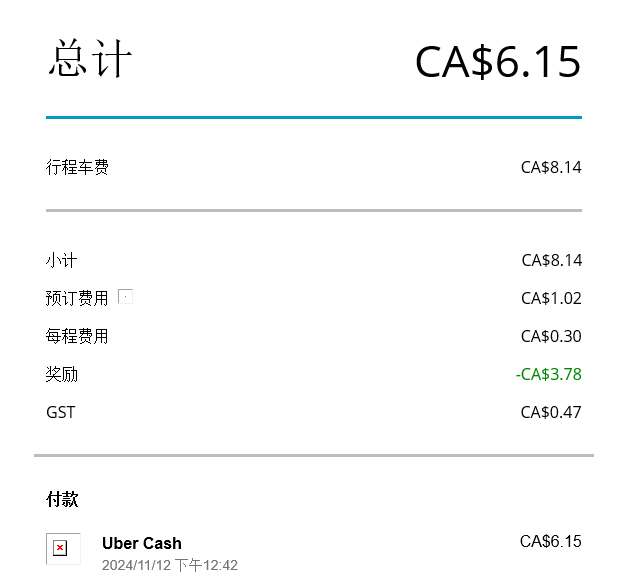 总计 CA$6.15
行程车费 CA$8.14
小计 CA$8.14
预订费用 CA$1.02
每程费用 CA$0.30
奖励 -CA$3.78
GST CA$0.47
付款
Uber Cash CA$6.15
2024/11/12 下午12:42